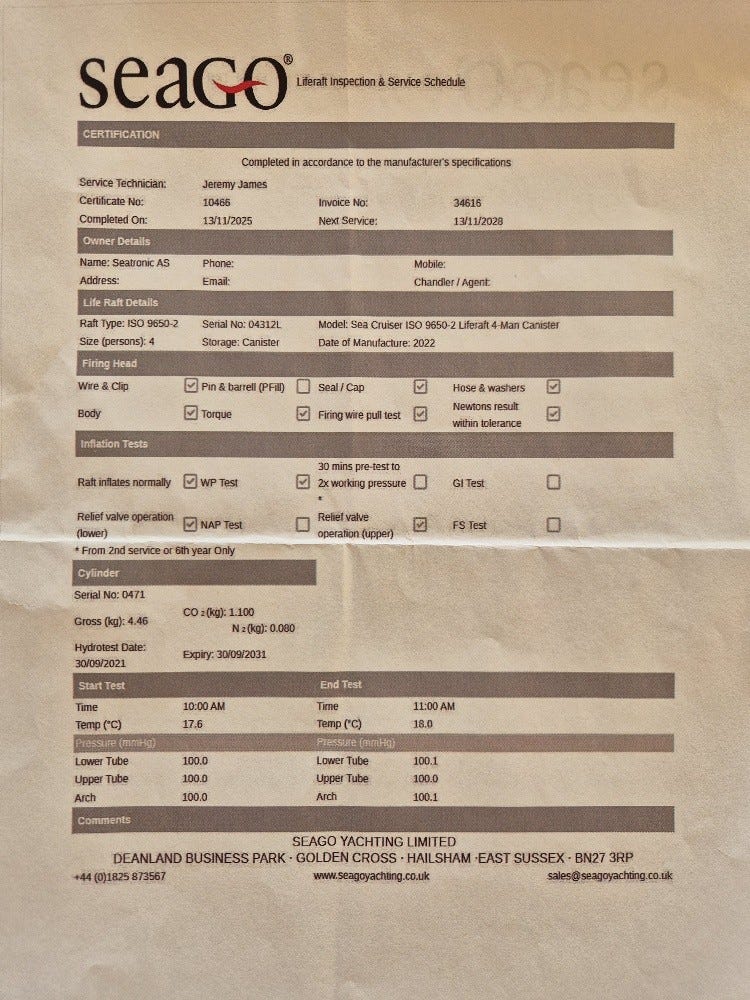 seaGO® Liferaft Inspection & Service Schedule
CERTIFICATION
Completed in accordance to the manufacturer's specifications
Service Technician: Jeremy James
Certificate No: 10466 Invoice No: 34616
Completed On: 13/11/2025 Next Service: 13/11/2028
Owner Details
Name: Seatronic AS Phone: Mobile:
Address: Email: Chandler / Agent:
Life Raft Details
Raft Type: ISO 9650-2 Serial No: 04312L Model: Sea Cruiser ISO 9650-2 Liferaft 4-Man Canister
Size (persons): 4 Storage: Canister Date of Manufacture: 2022
Firing Head
Wire & Clip Pin & barrell (PFill) Seal / Cap Hose & washers
Body Torque Firing wire pull test Newtons result
within tolerance
Inflation Tests
30 mins pre-test to
Raft inflates normally WP Test 2x working pressure GI Test
*
Relief valve operation NAP Test Relief valve FS Test
(lower) operation (upper)
* From 2nd service or 6th year Only
Cylinder
Serial No: 0471
Gross (kg): 4.46 CO 2 (kg): 1.100
N 2 (kg): 0.080
Hydrotest Date: Expiry: 30/09/2031
30/09/2021
Start Test End Test
Time 10:00 AM Time 11:00 AM
Temp (°C) 17.6 Temp (°C) 18.0
Pressure (mmHg) Pressure (mmHg)
Lower Tube 100.0 Lower Tube 100.1
Upper Tube 100.0 Upper Tube 100.0
Arch 100.0 Arch 100.1
Comments
SEAGO YACHTING LIMITED
DEANLAND BUSINESS PARK · GOLDEN CROSS · HAILSHAM ·EAST SUSSEX · BN27 3RP
+44 (0)1825 873567 www.seagoyachting.co.uk sales@seagoyachting.co.uk